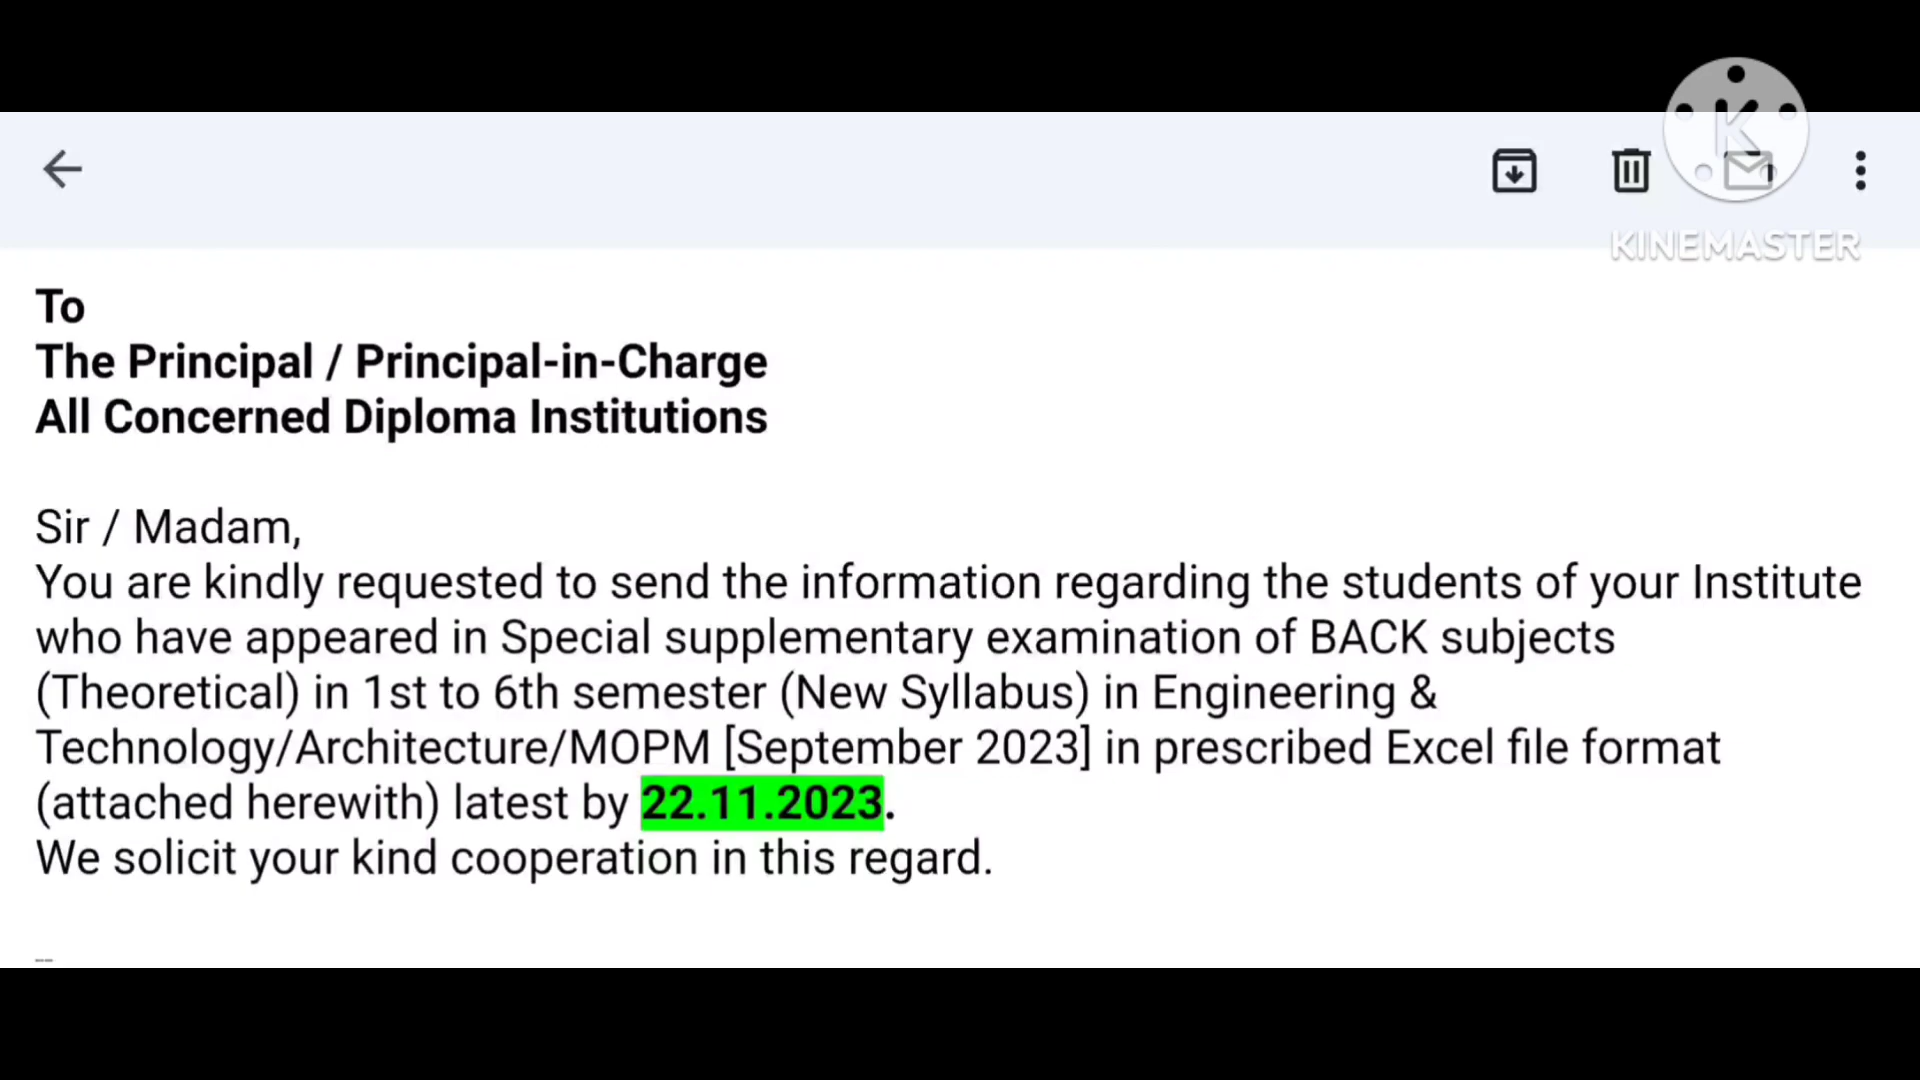 K
KINEMASTER
To
The Principal / Principal-in-Charge
All Concerned Diploma Institutions
Sir / Madam,
You are kindly requested to send the information regarding the students of your Institute
who have appeared in Special supplementary examination of BACK subjects
(Theoretical) in 1st to 6th semester (New Syllabus) in Engineering &
Technology/Architecture/MOPM [September 2023] in prescribed Excel file format
(attached herewith) latest by 22.11.2023.
We solicit your kind cooperation in this regard.
--